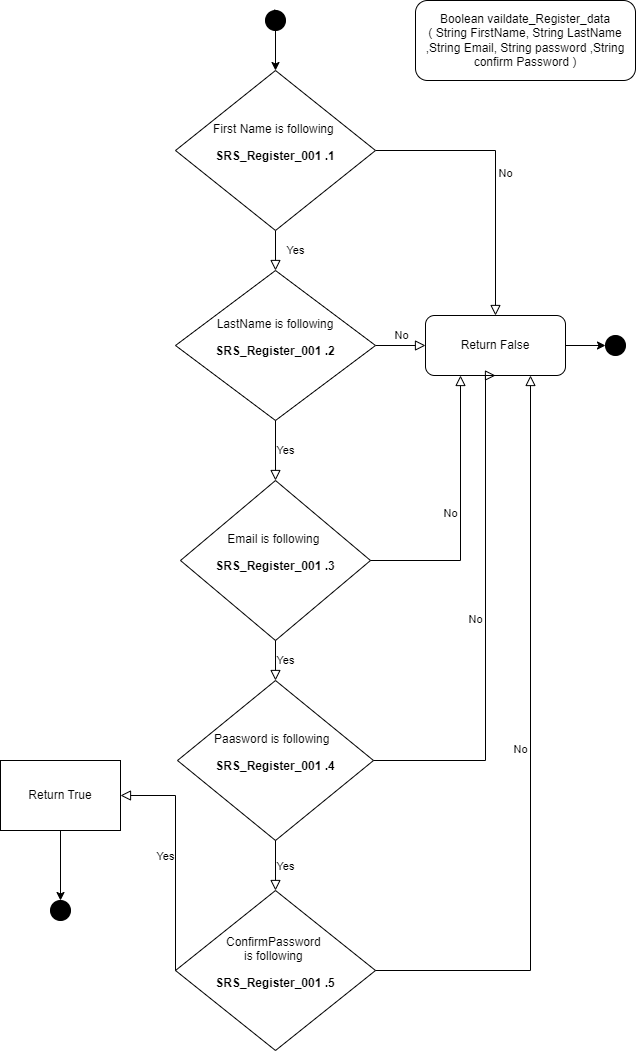 Boolean vaildate_Register_data
( String FirstName, String LastName
,String Email, String password ,String
confirm Password )
First Name is following
SRS_Register_001 .1
No
Yes
LastName is following
SRS_Register_001 .2
No
Return False
Yes
Email is following
SRS_Register_001 .3
No
Yes
No
Paasword is following
SRS_Register_001 .4
No
Return True
Yes
Yes
ConfirmPassword
is following
SRS_Register_001 .5